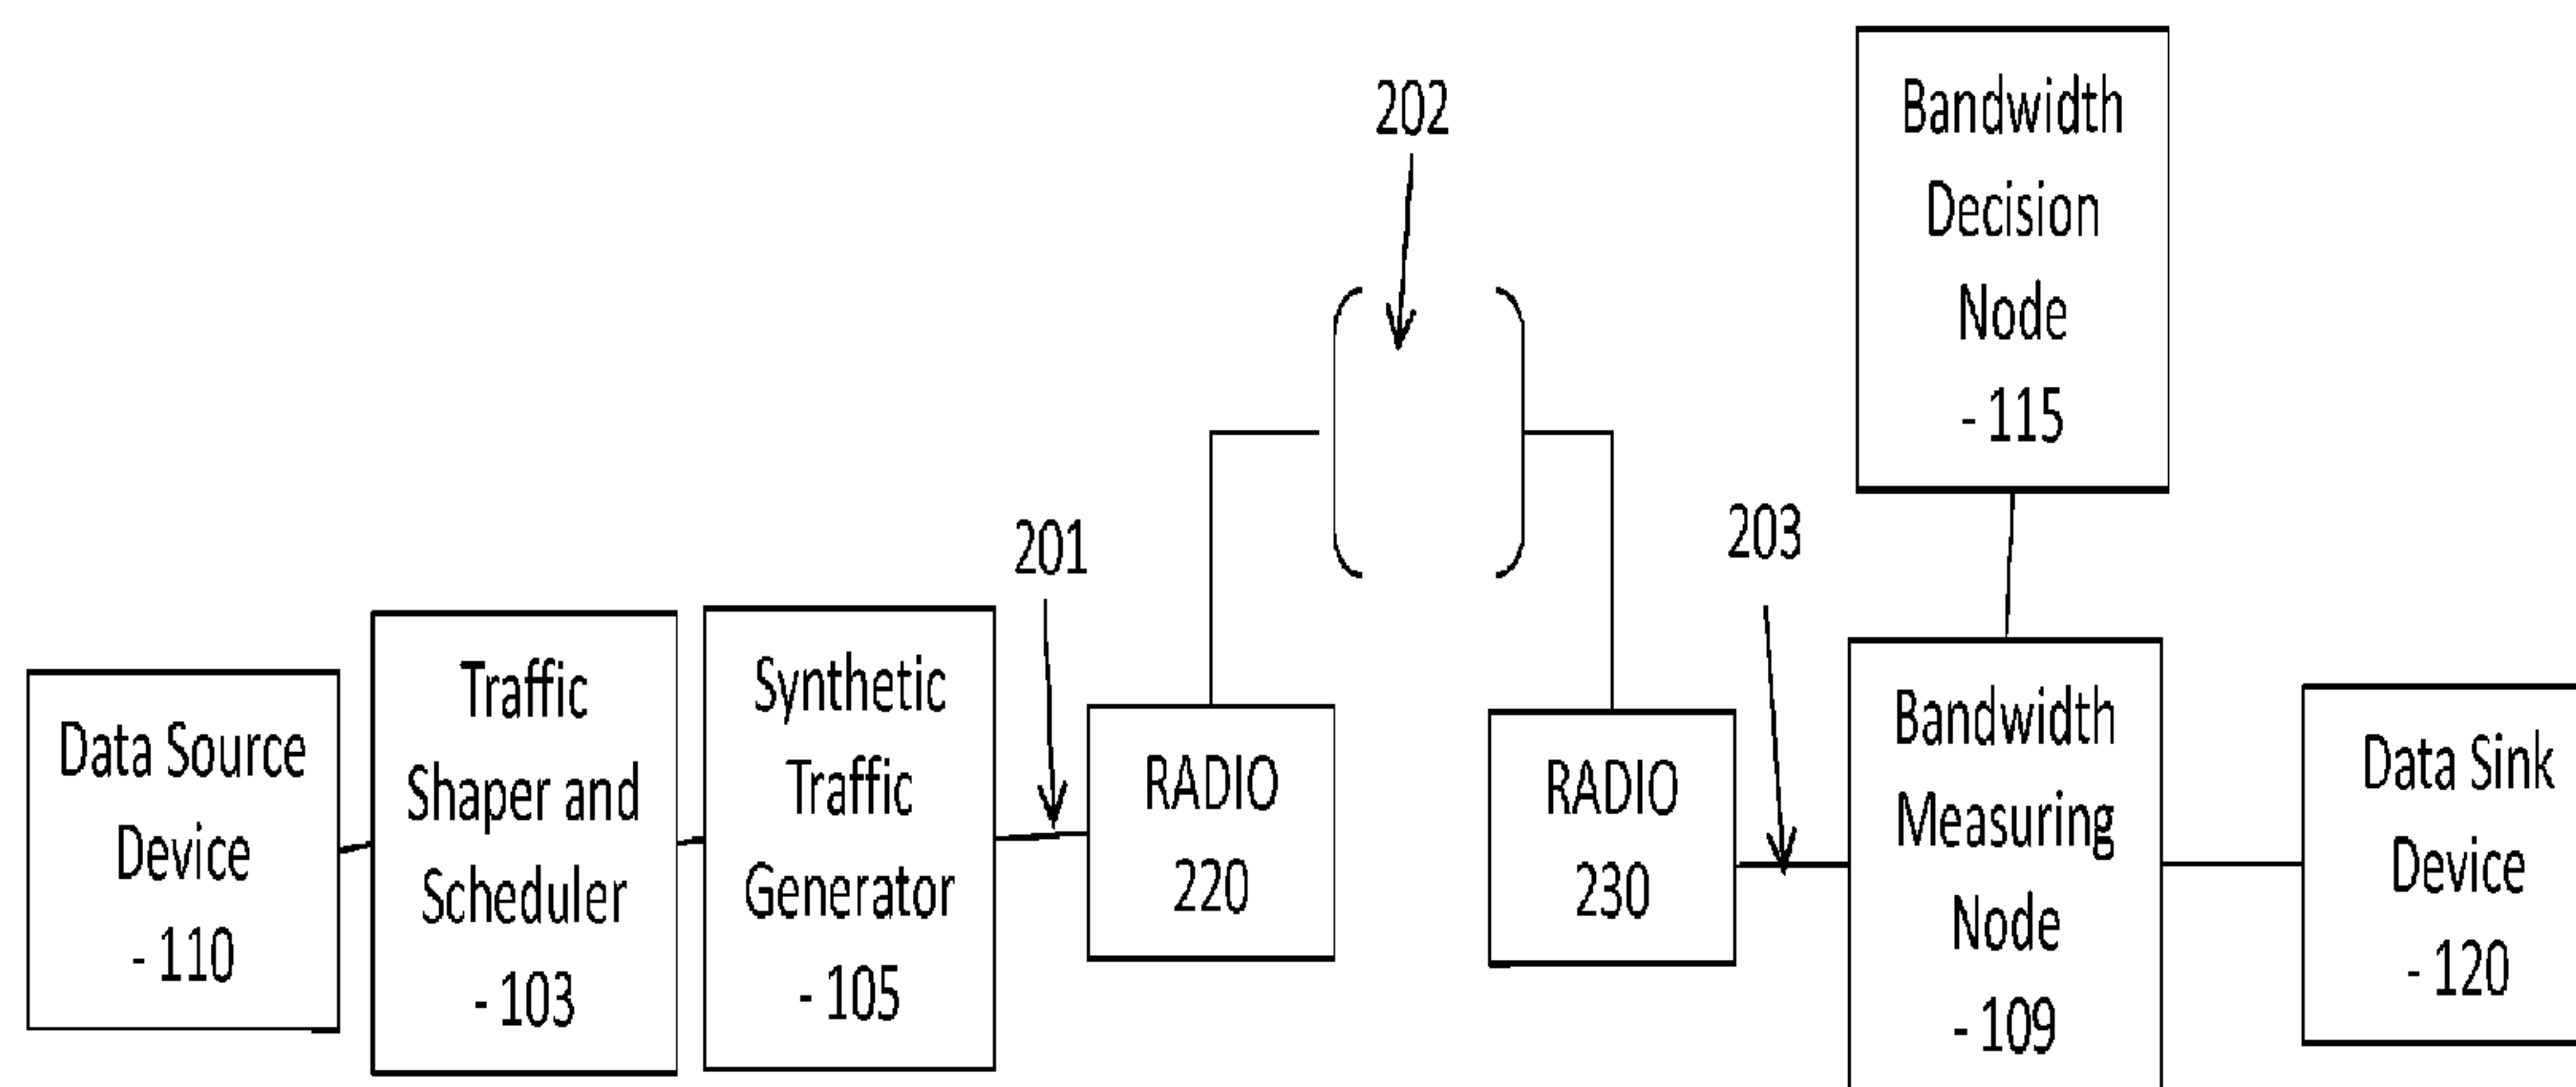 202
Bandwidth
Decision
Node
- 115
201
203
Data Source
Device
- 110
Traffic
Shaper and
Scheduler
- 103
Synthetic
Traffic
Generator
- 105
RADIO
220
RADIO
230
Bandwidth
Measuring
Node
- 109
Data Sink
Device
- 120